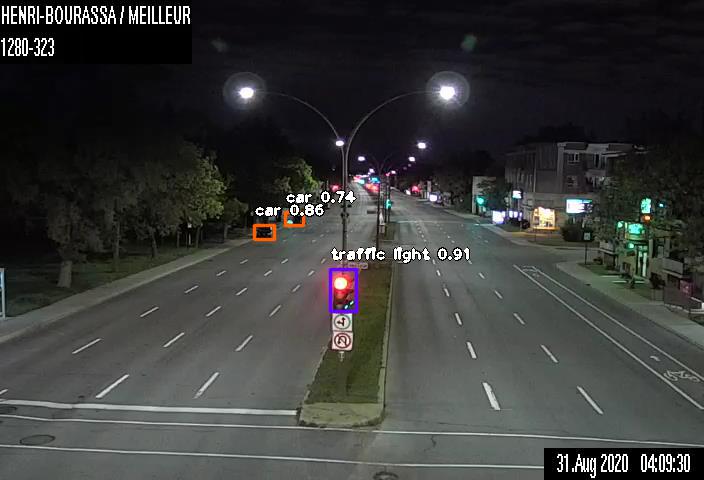 HENRI-BOURASSA / MEILLEUR
1280-323
car 0.74
car 0.86
traffic light 0.91
31.Aug 2020 04:09:30